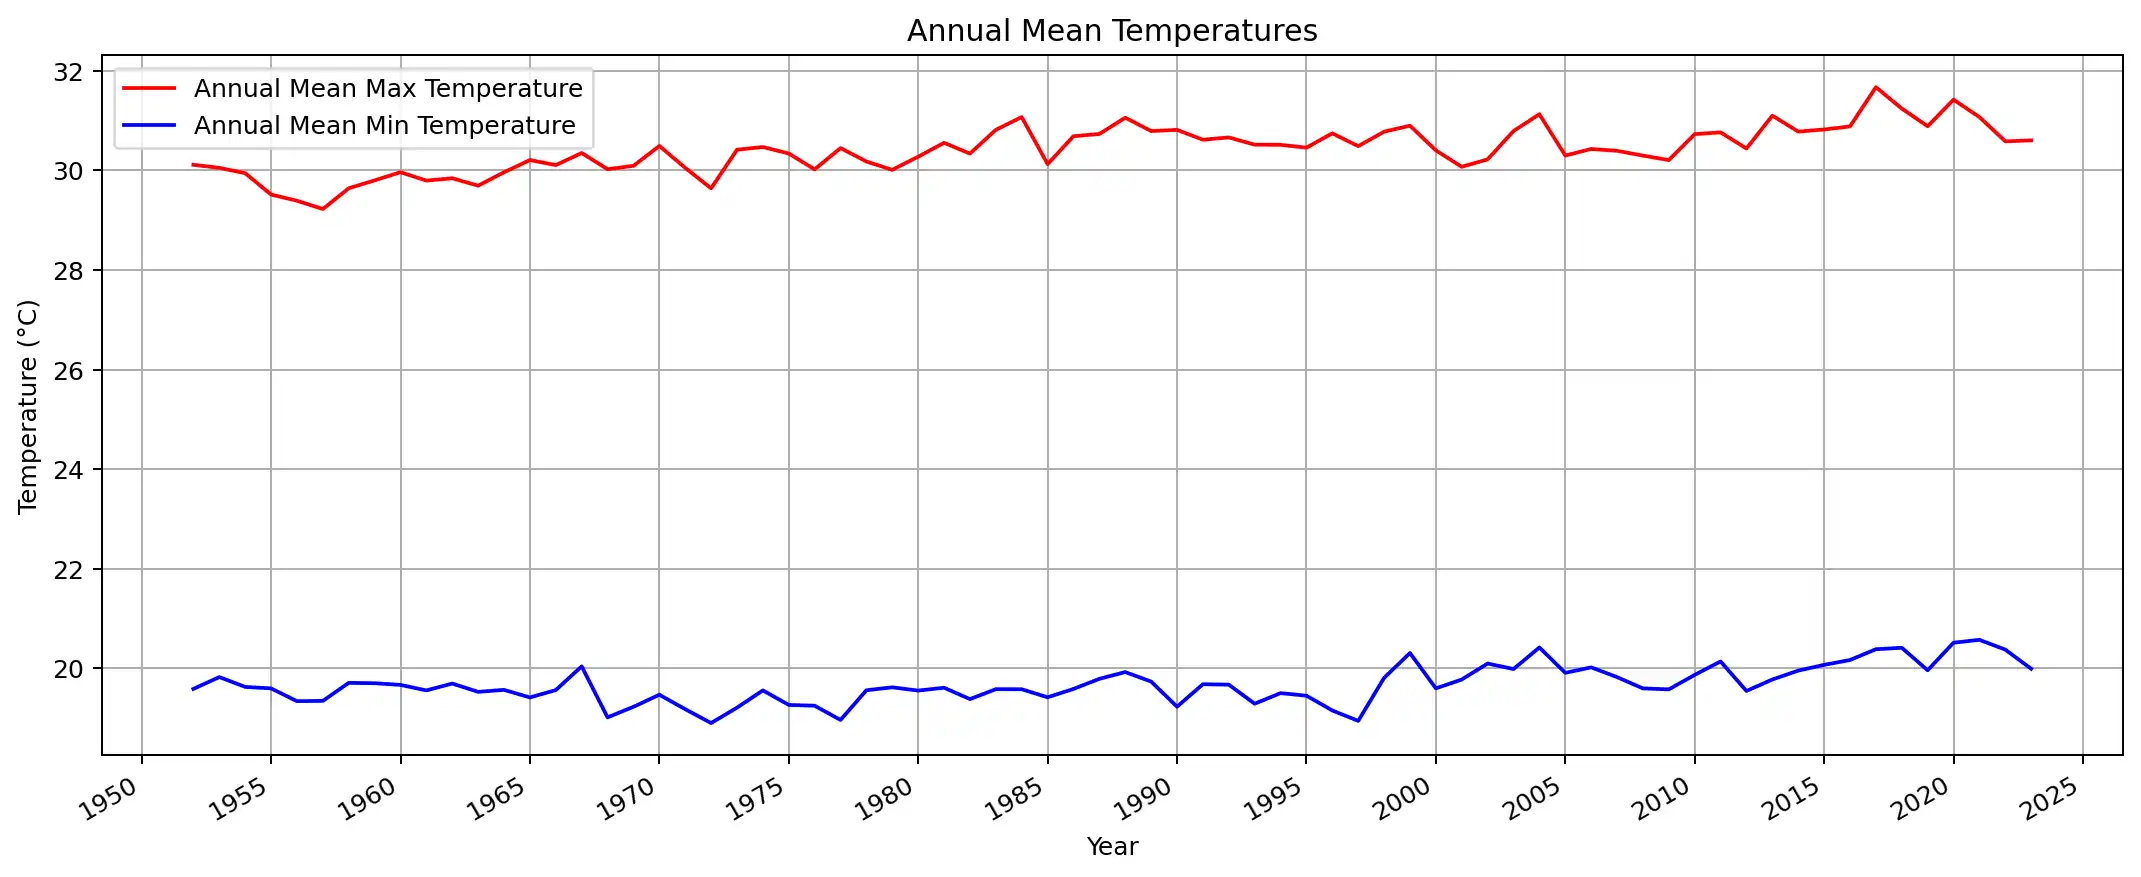 Annual Mean Temperatures
32
30
28
26
24
22
20
Temperature (°C)
Annual Mean Max Temperature
Annual Mean Min Temperature
1950 1955 1960 1965 1970 1975 1980 1985 1990 1995 2000 2005 2010 2015 2020 2025
Year